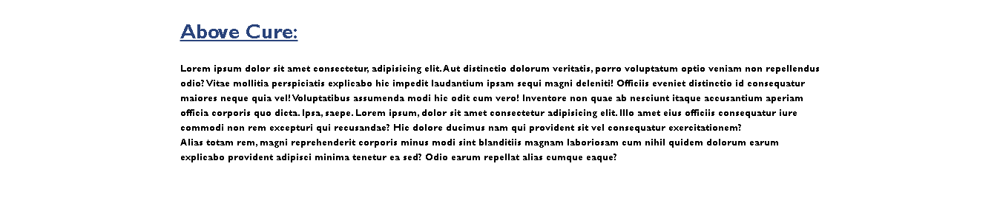 Above Cure:
Lorem ipsum dolor sit amet consectetur, adipisicing elit. Aut distinctio dolorum veritatis, porro voluptatum optio veniam non repellendus
odio? Vitae mollitia perspiciatis explicabo hic impedit laudantium ipsam sequi magni deleniti! Officiis eveniet distinctio id consequatur
maiores neque quia vel! Voluptatibus assumenda modi hic odit cum vero! Inventore non quae ab nesciunt itaque accusantium aperiam
officia corporis quo dicta. Ipsa, saepe. Lorem ipsum, dolor sit amet consectetur adipisicing elit. Illo amet eius officiis consequatur iure
commodi non rem excepturi qui recusandae? Hic dolore ducimus nam qui provident sit vel consequatur exercitationem?
Alias totam rem, magni reprehenderit corporis minus modi sint blanditiis magnam laboriosam cum nihil quidem dolorum earum
explicabo provident adipisci minima tenetur ea sed? Odio earum repellat alias cumque eaque?